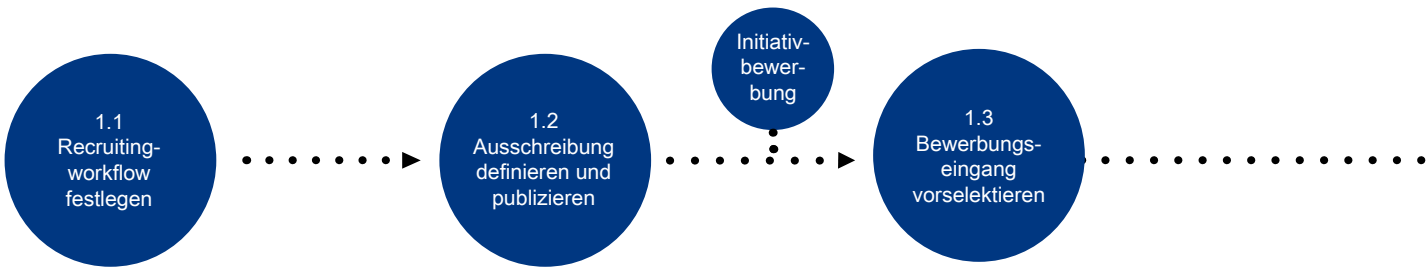 1.1
Recruiting-
workflow
festlegen
1.2
Ausschreibung
definieren und
publizieren
Initiativ-
bewer-
bung
1.3
Bewerbungs-
eingang
vorselektieren